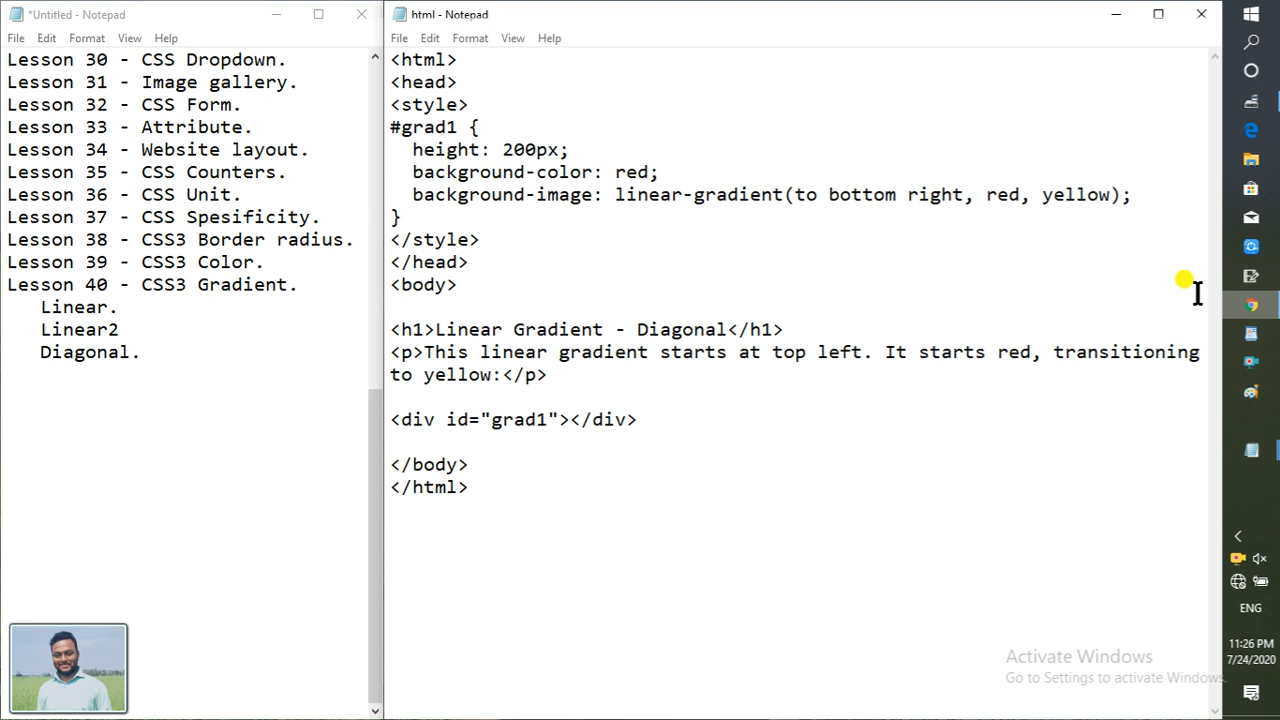 *Untitled - Notepad
File Edit Format View Help
Lesson 30 - CSS Dropdown.
Lesson 31 - Image gallery.
Lesson 32 - CSS Form.
Lesson 33 - Attribute.
Lesson 34 - Website layout.
Lesson 35 - CSS Counters.
Lesson 36 - CSS Unit.
Lesson 37 - CSS Spesificity.
Lesson 38 - CSS3 Border radius.
Lesson 39 - CSS3 Color.
Lesson 40 - CSS3 Gradient.
Linear.
Linear2
Diagonal.
html - Notepad
File Edit Format View Help
<html>
<head>
<style>
#grad1 {
height: 200px;
background-color: red;
background-image: linear-gradient(to bottom right, red, yellow);
}
</style>
</head>
<body>
<h1>Linear Gradient - Diagonal</h1>
<p>This linear gradient starts at top left. It starts red, transitioning
to yellow:</p>
<div id="grad1"></div>
</body>
</html>
Activate Windows
Go to Settings to activate Windows.
ENG
11:26 PM
7/24/2020